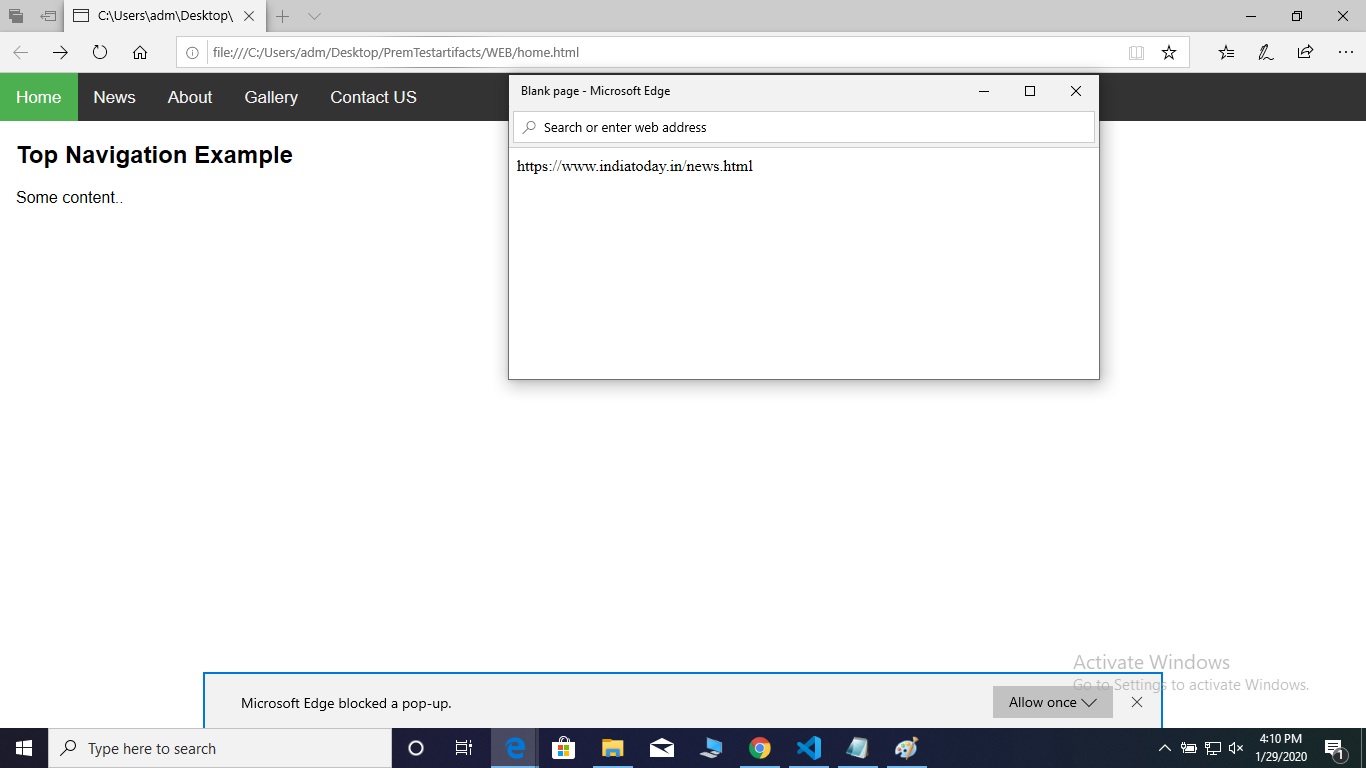 C:\Users\adm\Desktop\
file:///C:/Users/adm/Desktop/PremTestartifacts/WEB/home.html
Home News About Gallery Contact US
Top Navigation Example
Some content..
Blank page - Microsoft Edge
Search or enter web address
https://www.indiatoday.in/news.html
Activate Windows
Go to Settings to activate Windows.
Microsoft Edge blocked a pop-up.
Allow once
Type here to search
4:10 PM
1/29/2020
1